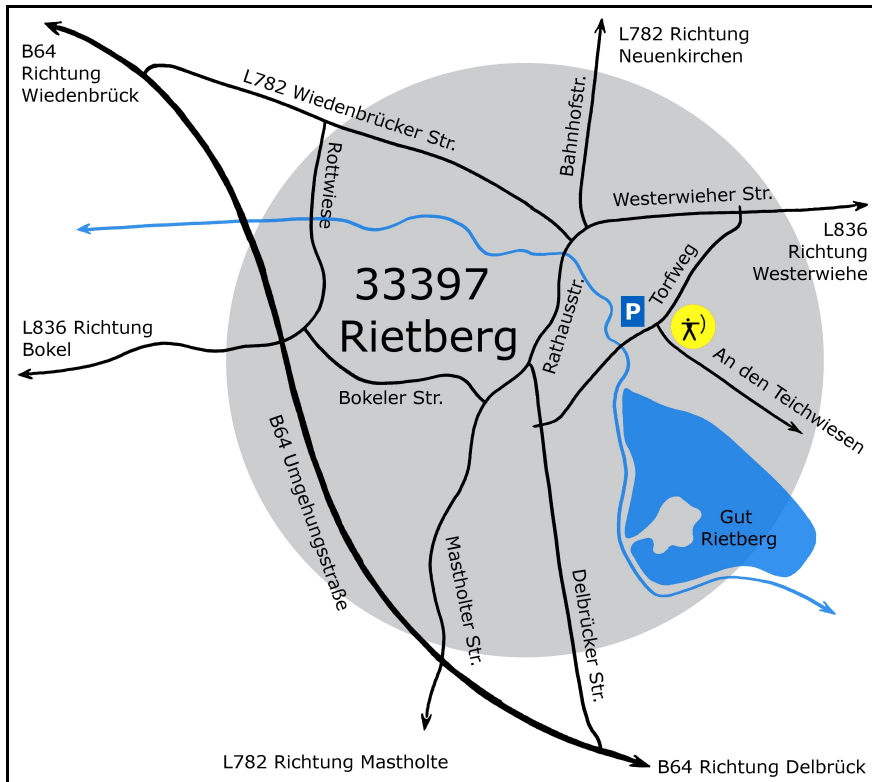 B64
Richtung
Wiedenbrück
L782 Richtung
Neuenkirchen
L782 Wiedenbrücker Str.
Bahnhofstr.
Rottwiese
Westerwieher Str.
L836
Richtung
Westerwiehe
33397
Rietberg
Torfweg
P
Rathausstr.
L836 Richtung
Bokel
An den Teichwiesen
Bokeler Str.
B64 Umgehungsstraße
Gut
Rietberg
Mastholter Str.
Delbrücker Str.
L782 Richtung Mastholte
B64 Richtung Delbrück